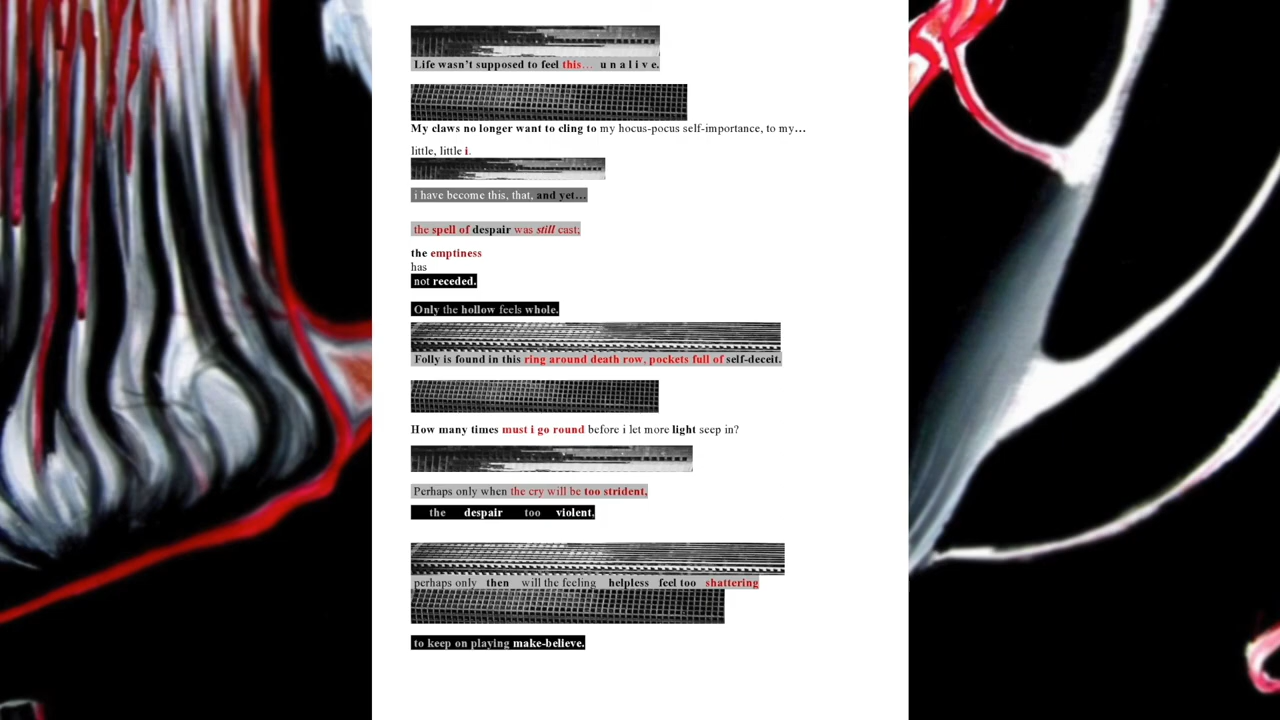 Life wasn't supposed to feel this… u n a l i v e.
My claws no longer want to cling to my hocus-pocus self-importance, to my…
little, little i.
i have become this, that, and yet…
the spell of despair was still cast;
the emptiness
has
not receded.
Only the hollow feels whole.
Folly is found in this ring around death row, pockets full of self-deceit.
How many times must i go round before i let more light seep in?
Perhaps only when the cry will be too strident,
the despair too violent,
perhaps only then will the feeling helpless feel too shattering
to keep on playing make-believe.